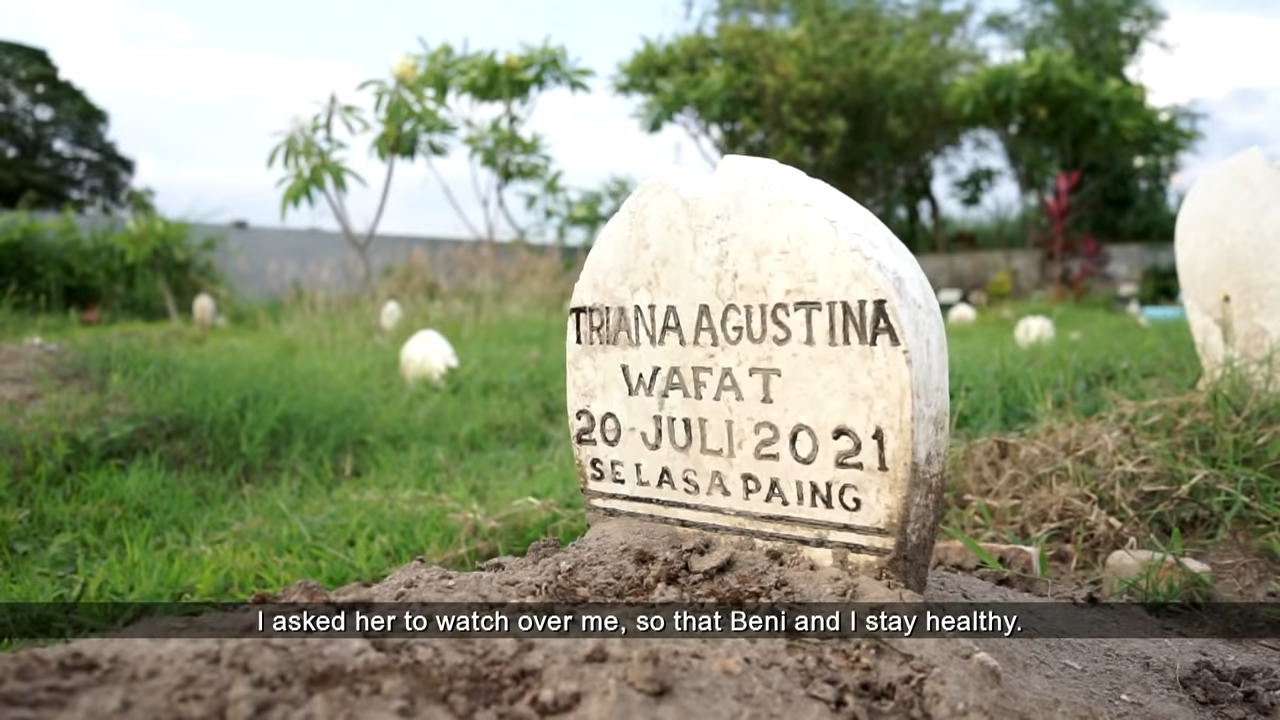 TRIANA AGUSTINA
WAFAT
20 JULI 2021
SELASA PAING
I asked her to watch over me, so that Beni and I stay healthy.